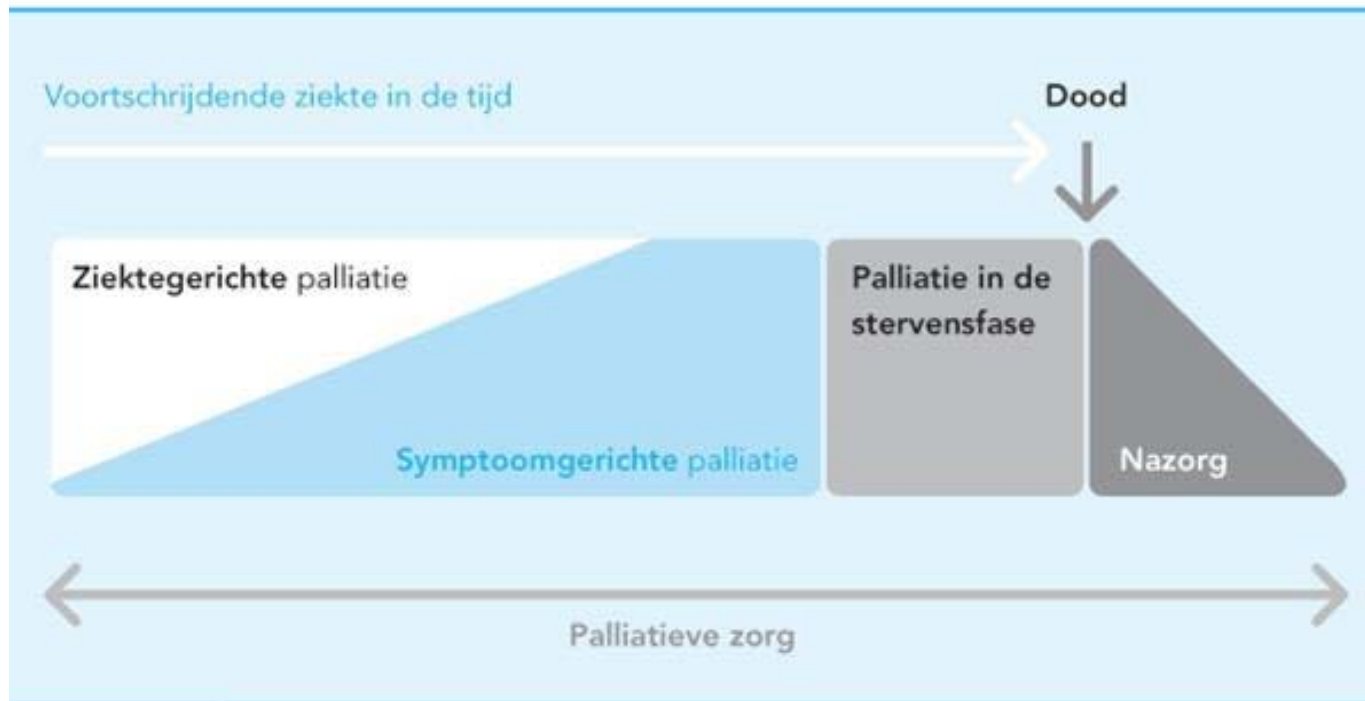 Voortschrijdende ziekte in de tijd
Dood
Ziektegerichte palliatie
Palliatie in de
stervensfase
Symptoomgerichte palliatie
Nazorg
Palliatieve zorg